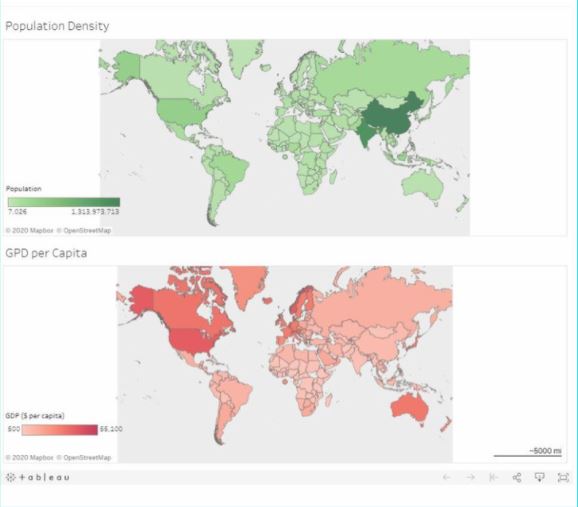 Population Density
Population
7,026 1,313,973,713
© 2020 Mapbox © OpenStreetMap
GPD per Capita
GDP ($ per capita)
500 55,100
© 2020 Mapbox © OpenStreetMap
~5000 mi
+ a b | e a u